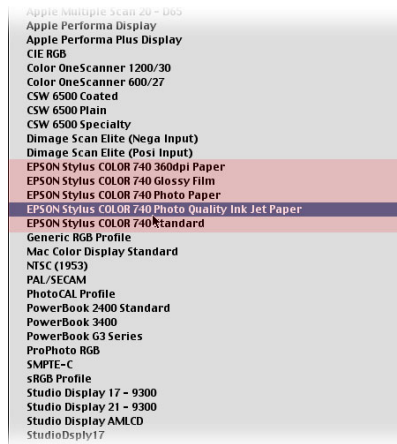 Apple Multiple Scan 20 - D65
Apple Performa Display
Apple Performa Plus Display
CIE RGB
Color OneScanner 1200/30
Color OneScanner 600/27
CSW 6500 Coated
CSW 6500 Plain
CSW 6500 Specialty
Dimage Scan Elite (Nega Input)
Dimage Scan Elite (Posi Input)
EPSON Stylus COLOR 740 360dpi Paper
EPSON Stylus COLOR 740 Glossy Film
EPSON Stylus COLOR 740 Photo Paper
EPSON Stylus COLOR 740 Photo Quality Ink Jet Paper
EPSON Stylus COLOR 740 Standard
Generic RGB Profile
Mac Color Display Standard
NTSC (1953)
PAL/SECAM
PhotoCAL Profile
PowerBook 2400 Standard
PowerBook 3400
PowerBook G3 Series
ProPhoto RGB
SMPTE-C
sRGB Profile
Studio Display 17 - 9300
Studio Display 21 - 9300
Studio Display AMLCD
StudioDsply17